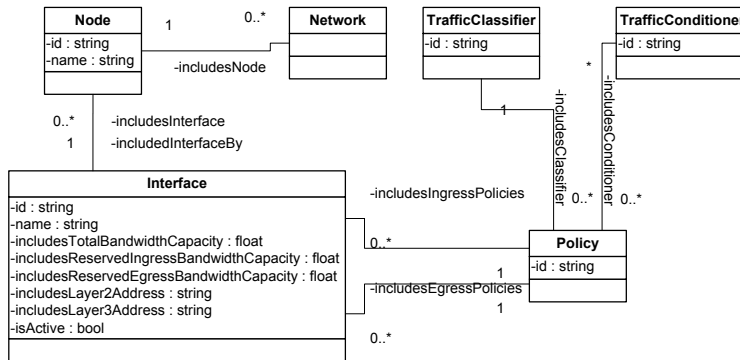 Node
-id : string
-name : string
1
0..*
-includesNode
Network
TrafficClassifier
-id : string
TrafficConditioner
-id : string
0..*
-includesInterface
1
-includedInterfaceBy
1
-includesClassifier
0..*
*
-includesConditioner
0..*
Interface
-id : string
-name : string
-includesTotalBandwidthCapacity : float
-includesReservedIngressBandwidthCapacity : float
-includesReservedEgressBandwidthCapacity : float
-includesLayer2Address : string
-includesLayer3Address : string
-isActive : bool
-includesIngressPolicies
0..*
1
-includesEgressPolicies
1
0..*
Policy
-id : string